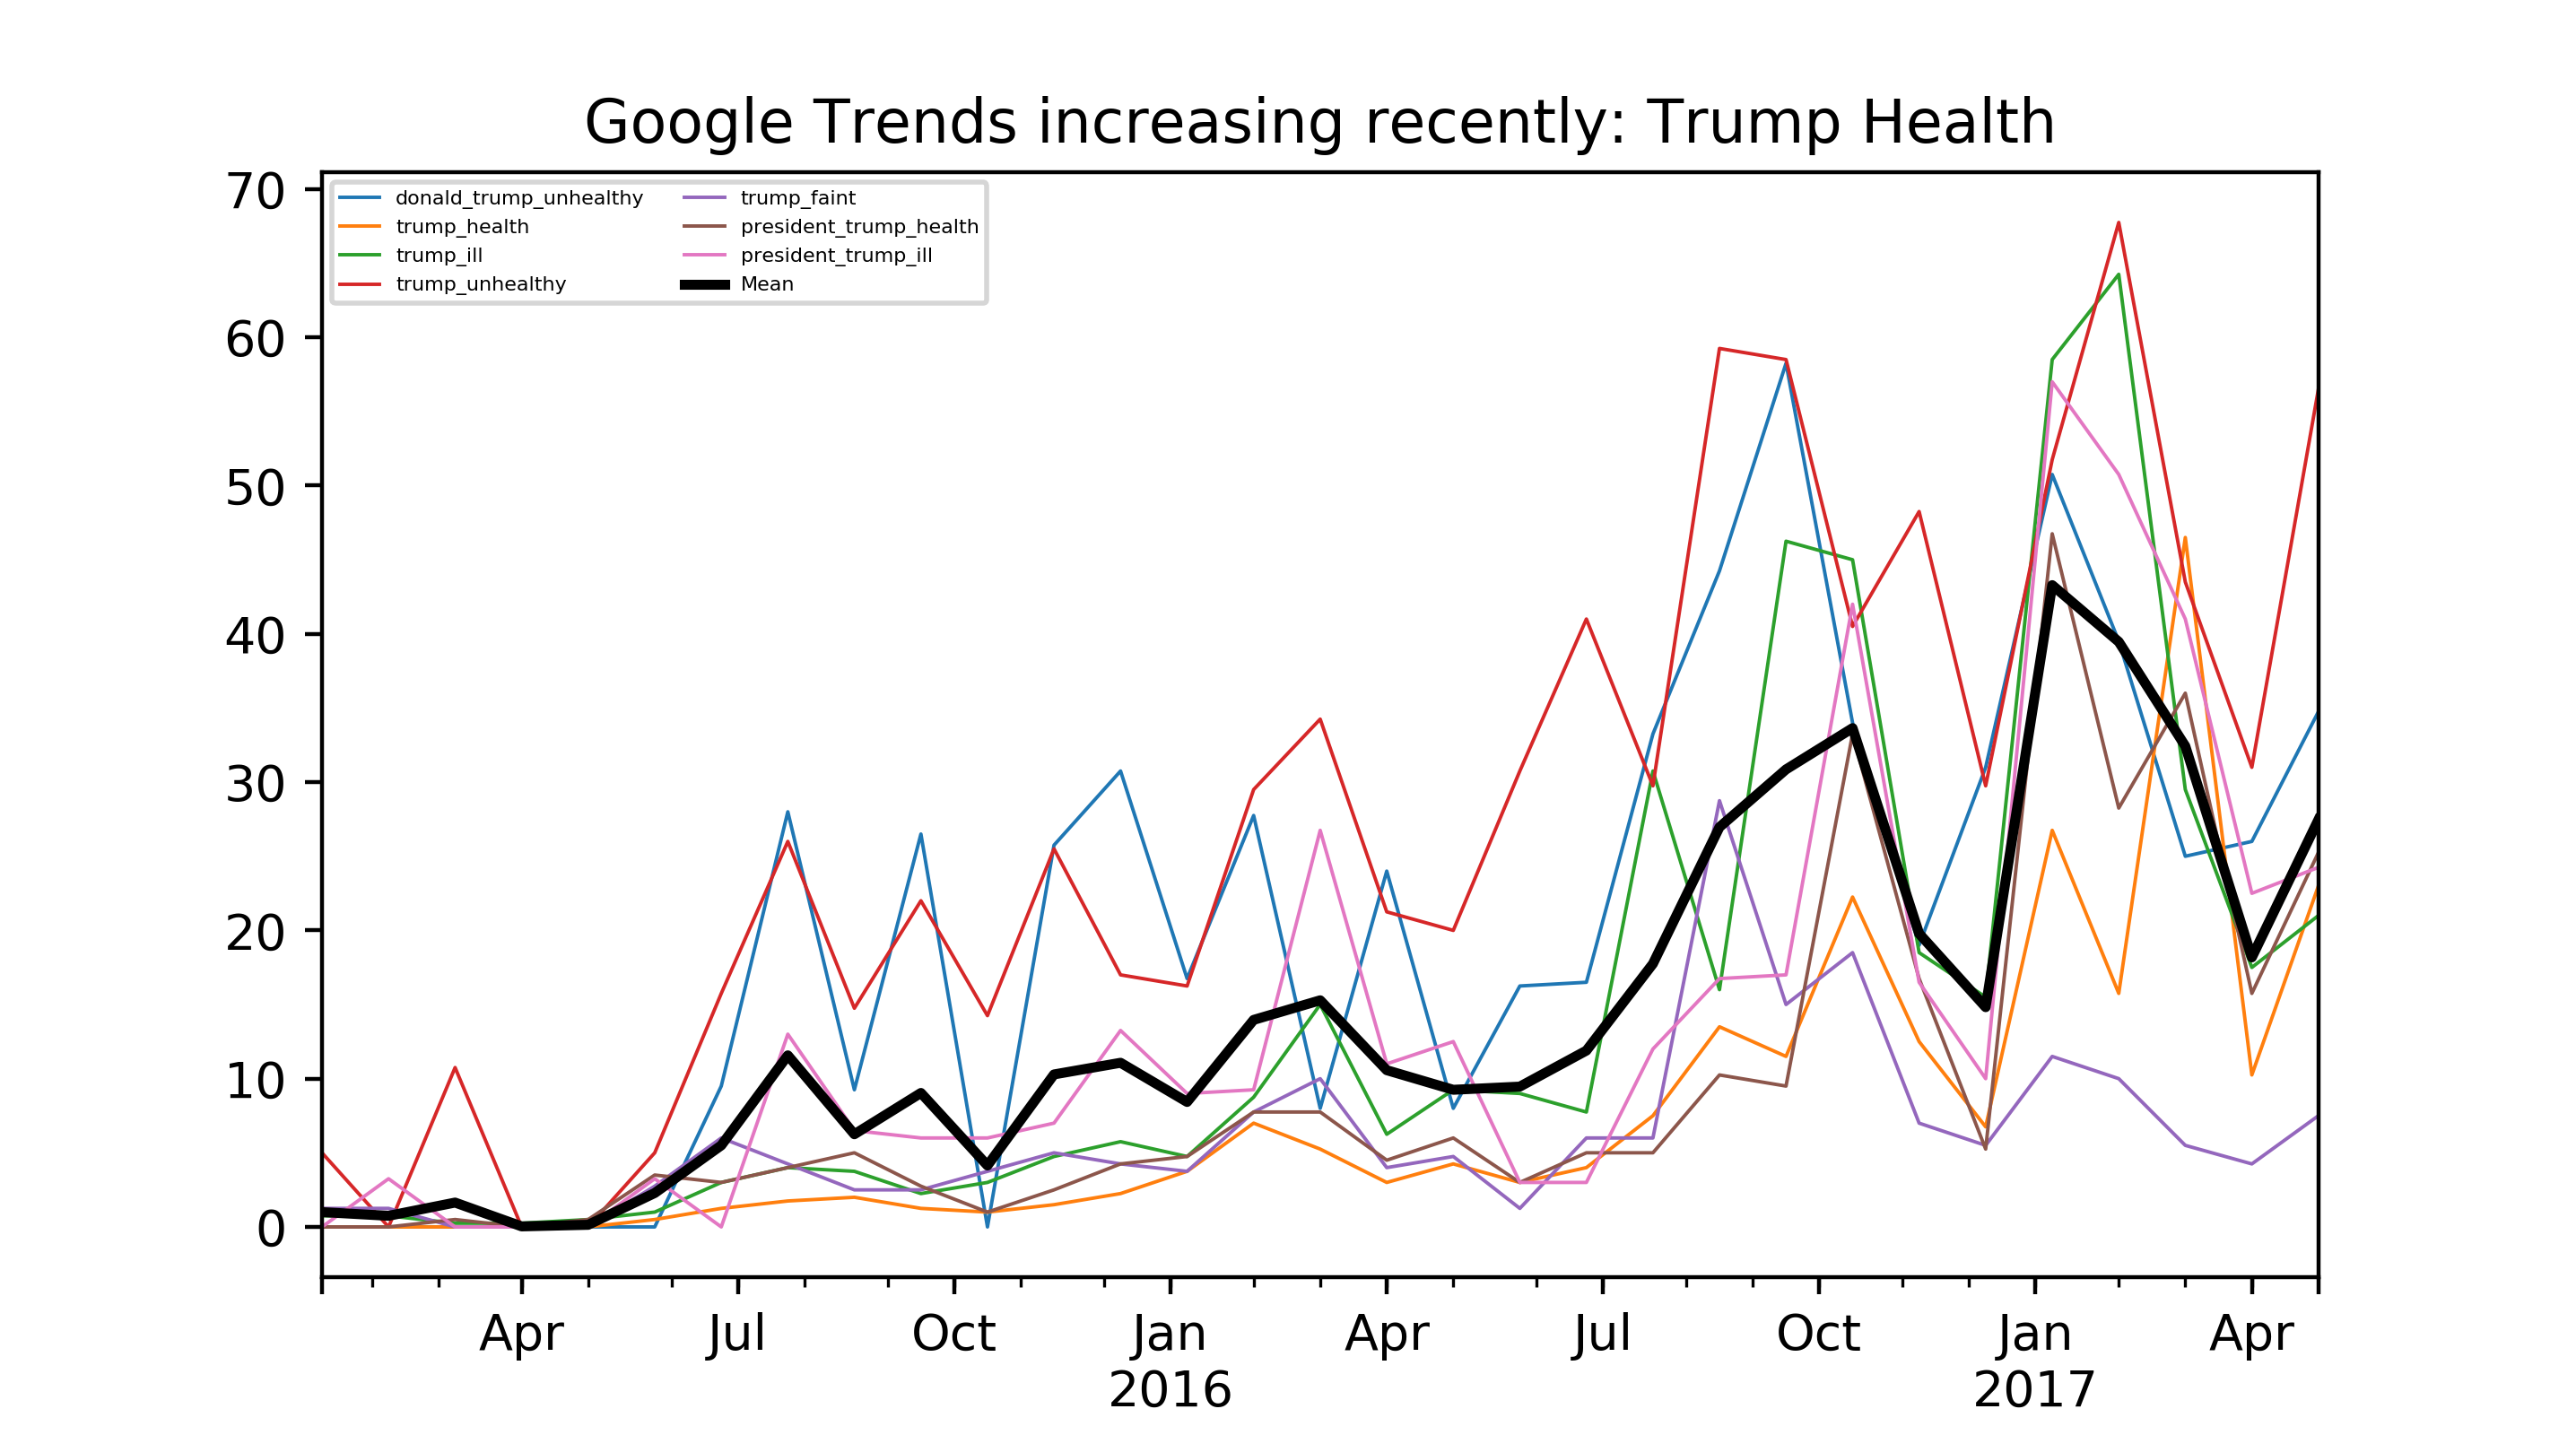 Google Trends increasing recently: Trump Health
70
60
50
40
30
20
10
0
donald_trump_unhealthy
trump_health
trump_ill
trump_unhealthy
trump_faint
president_trump_health
president_trump_ill
Mean
Apr
Jul
Oct
Jan
2016
Apr
Jul
Oct
Jan
2017
Apr